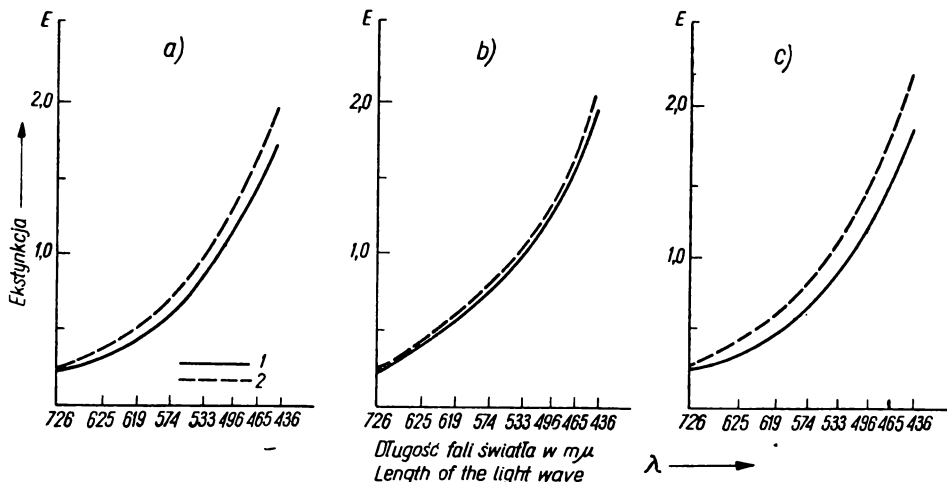 E
a)
2,0
1,0
Ekstynkcja
1
2
726 625 619 574 533 496 465 436
E
b)
2,0
1,0
726 625 619 574 533 496 465 436
E
c)
2,0
1,0
726 625 619 574 533 496 465 436
Długość fali światła w mμ
Length of the light wave
λ